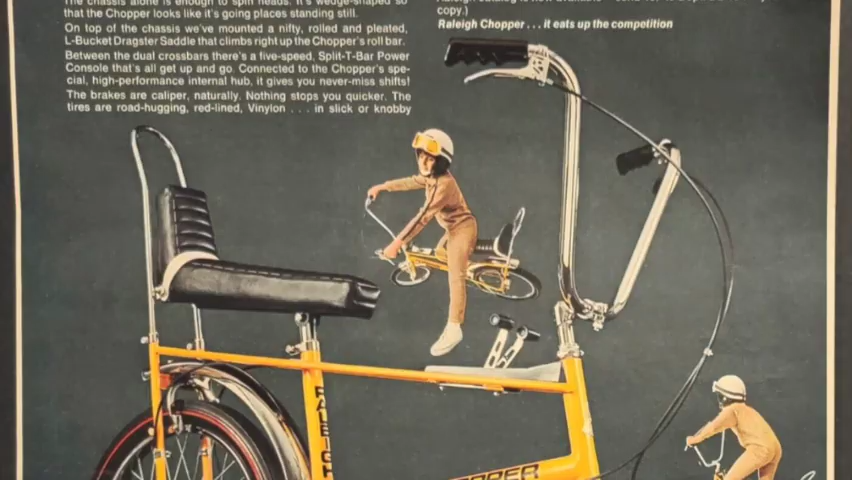 The chassis alone is enough to spin heads. It's wedge-shaped so
that the Chopper looks like it's going places standing still.
On top of the chassis we've mounted a nifty, rolled and pleated,
L-Bucket Dragster Saddle that climbs right up the Chopper's roll bar.
Between the dual crossbars there's a five-speed, Split-T-Bar Power
Console that's all get up and go. Connected to the Chopper's spe-
cial, high-performance internal hub, it gives you never-miss shifts!
The brakes are caliper, naturally. Nothing stops you quicker. The
tires are road-hugging, red-lined, Vinylon . . . in slick or knobby
copy.)
Raleigh Chopper . . . it eats up the competition
RALEIGH
CHOPPER